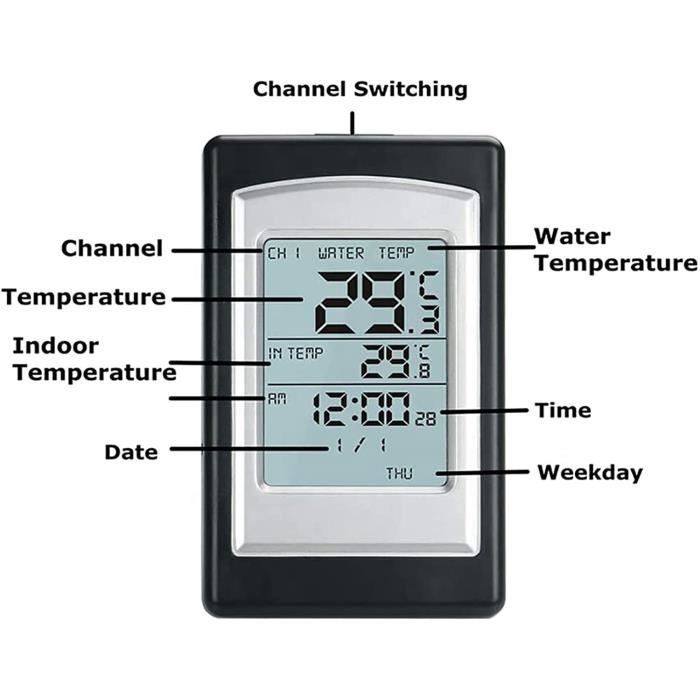 Channel Switching
Channel
Water
Temperature
CH 1 WATER TEMP
Temperature
29.3 °C
Indoor
Temperature
IN TEMP 29.8 °C
AM 12:00 28
Time
Date
1 / 1
THU
Weekday